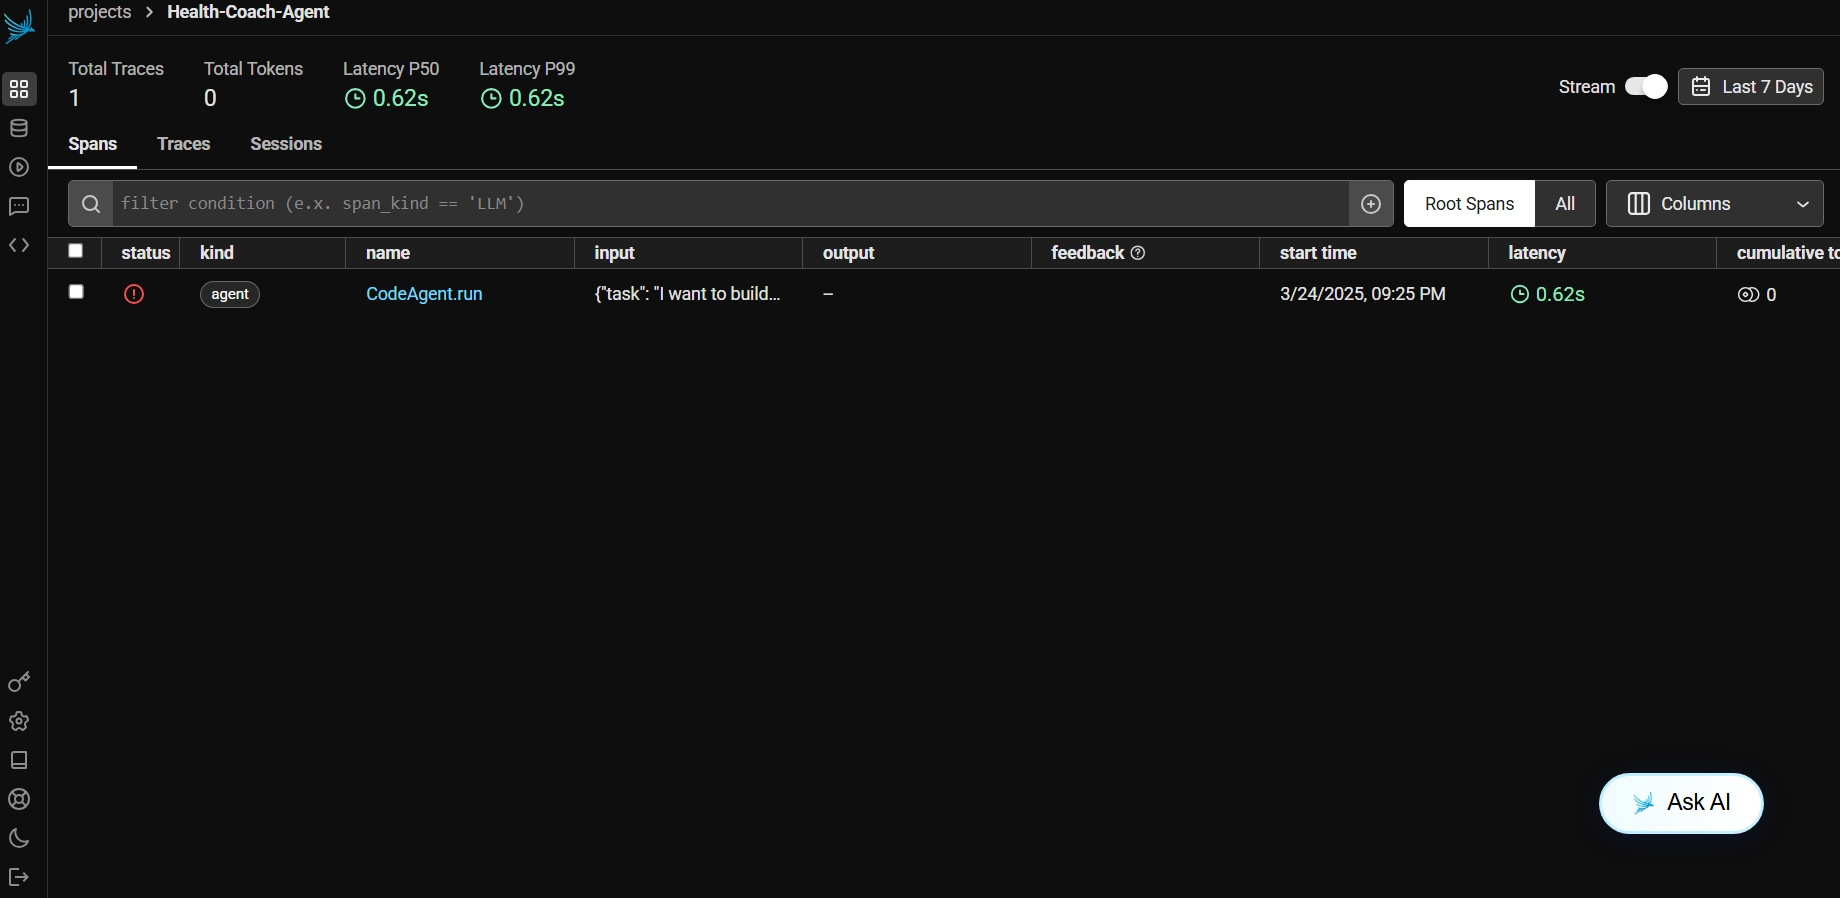 projects > Health-Coach-Agent
Total Traces Total Tokens Latency P50 Latency P99
1 0 0.62s 0.62s
Stream Last 7 Days
Spans Traces Sessions
filter condition (e.x. span_kind == 'LLM') Root Spans All Columns
status kind name input output feedback start time latency cumulative to
agent CodeAgent.run {"task": "I want to build... – 3/24/2025, 09:25 PM 0.62s 0
Ask AI